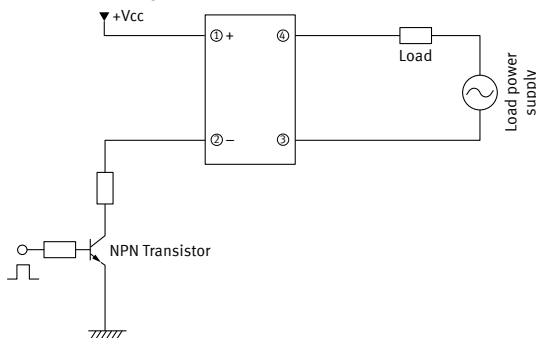 +Vcc
① + ④
Load
Load power
supply
② − ③
NPN Transistor